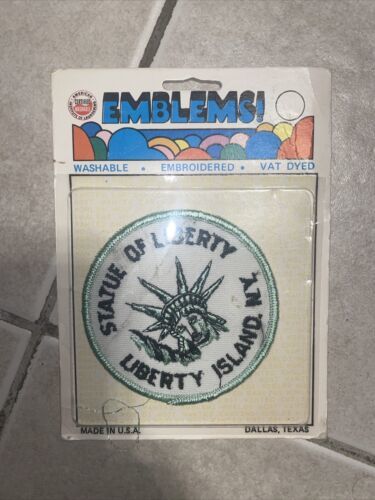 EMBLEMS!
WASHABLE • EMBROIDERED • VAT DYED
STATUE OF LIBERTY
LIBERTY ISLAND, N.Y.
MADE IN U.S.A.
DALLAS, TEXAS